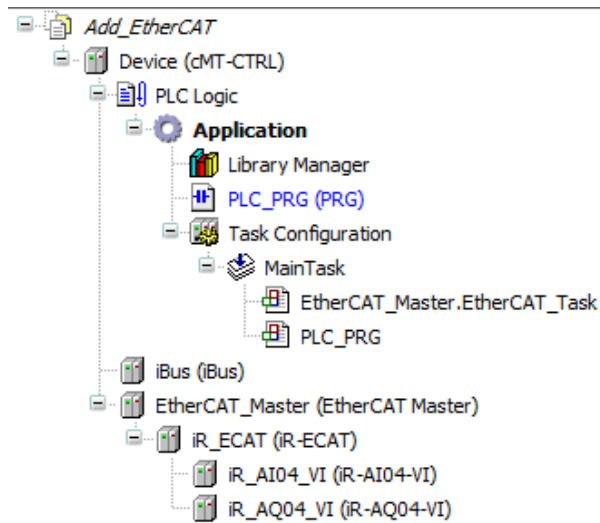 Add_EtherCAT
Device (cMT-CTRL)
PLC Logic
Application
Library Manager
PLC_PRG (PRG)
Task Configuration
MainTask
EtherCAT_Master.EtherCAT_Task
PLC_PRG
iBus (iBus)
EtherCAT_Master (EtherCAT Master)
iR_ECAT (iR-ECAT)
iR_AI04_VI (iR-AI04-VI)
iR_AQ04_VI (iR-AQ04-VI)